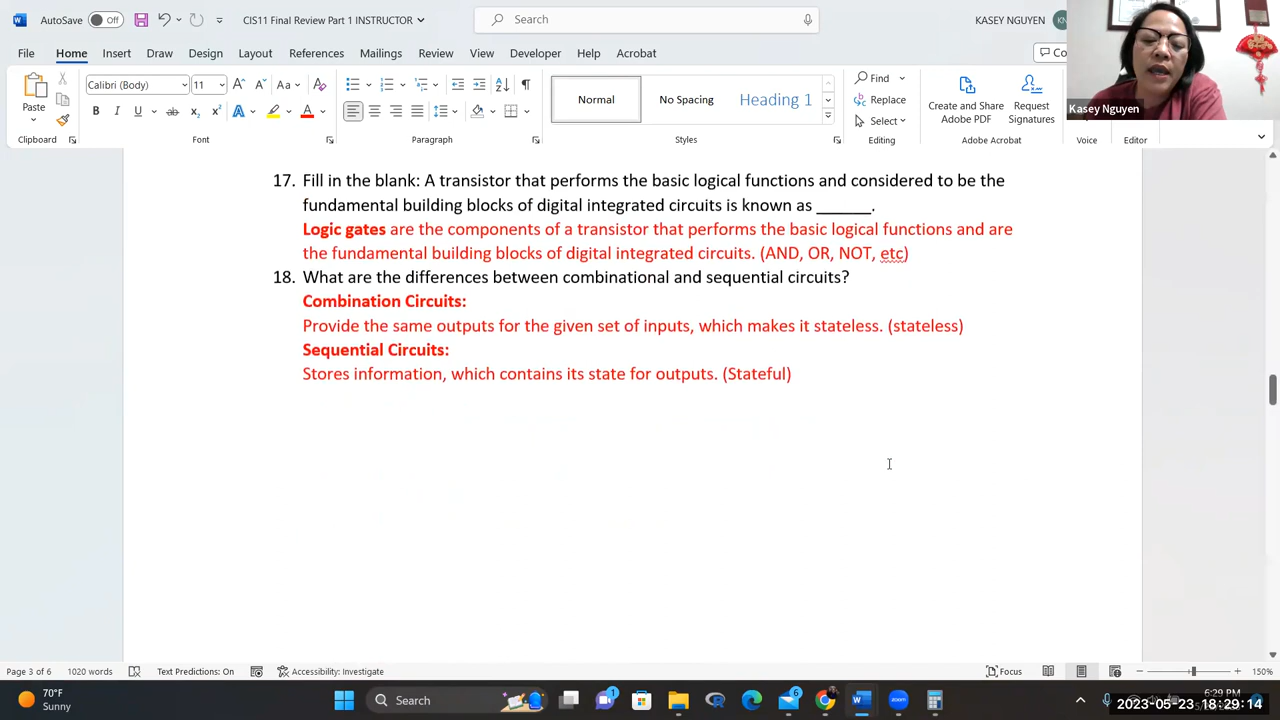 AutoSave Off CIS11 Final Review Part 1 INSTRUCTOR Search KASEY NGUYEN
File Home Insert Draw Design Layout References Mailings Review View Developer Help Acrobat
Paste
Calibri (Body) 11
Normal No Spacing Heading 1
Find
Replace
Select
Create and Share Adobe PDF
Request Signatures
Clipboard Font Paragraph Styles Editing Adobe Acrobat Voice Editor
Kasey Nguyen
17. Fill in the blank: A transistor that performs the basic logical functions and considered to be the
fundamental building blocks of digital integrated circuits is known as ______.
Logic gates are the components of a transistor that performs the basic logical functions and are
the fundamental building blocks of digital integrated circuits. (AND, OR, NOT, etc)
18. What are the differences between combinational and sequential circuits?
Combination Circuits:
Provide the same outputs for the given set of inputs, which makes it stateless. (stateless)
Sequential Circuits:
Stores information, which contains its state for outputs. (Stateful)
Page 3 of 6 1020 words Text Predictions: On Accessibility: Investigate Focus 150%
70°F
Sunny
Search
2023-05-23 18:29:14